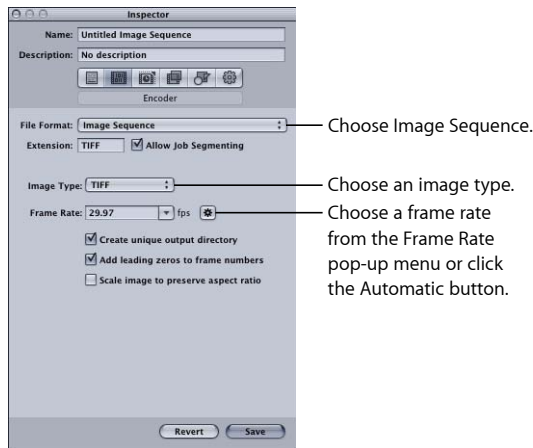 Inspector
Name: Untitled Image Sequence
Description: No description
Encoder
File Format: Image Sequence
Choose Image Sequence.
Extension: TIFF Allow Job Segmenting
Image Type: TIFF
Choose an image type.
Frame Rate: 29.97 fps
Choose a frame rate
from the Frame Rate
pop-up menu or click
the Automatic button.
Create unique output directory
Add leading zeros to frame numbers
Scale image to preserve aspect ratio
Revert Save